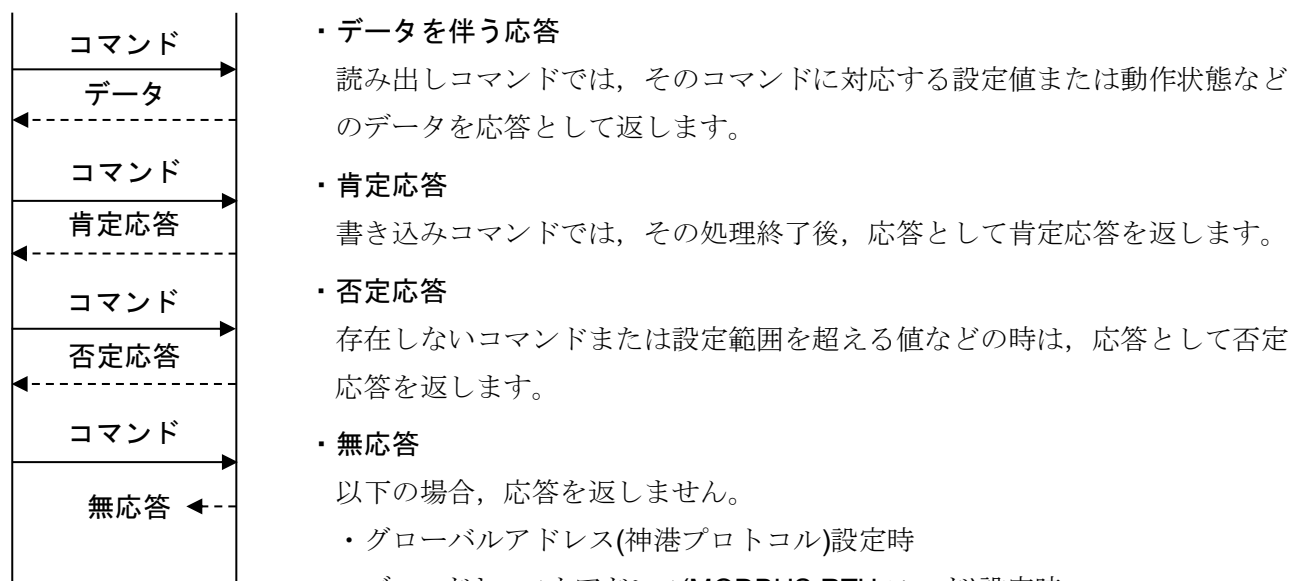 コマンド
データ
コマンド
肯定応答
コマンド
否定応答
コマンド
無応答
・データを伴う応答
読み出しコマンドでは，そのコマンドに対応する設定値または動作状態など
のデータを応答として返します。
・肯定応答
書き込みコマンドでは，その処理終了後，応答として肯定応答を返します。
・否定応答
存在しないコマンドまたは設定範囲を超える値などの時は，応答として否定
応答を返します。
・無応答
以下の場合，応答を返しません。
・グローバルアドレス(神港プロトコル)設定時